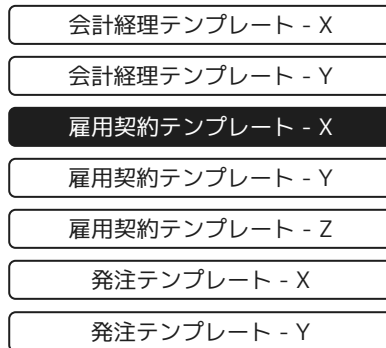 会計経理テンプレート - X
会計経理テンプレート - Y
雇用契約テンプレート - X
雇用契約テンプレート - Y
雇用契約テンプレート - Z
発注テンプレート - X
発注テンプレート - Y